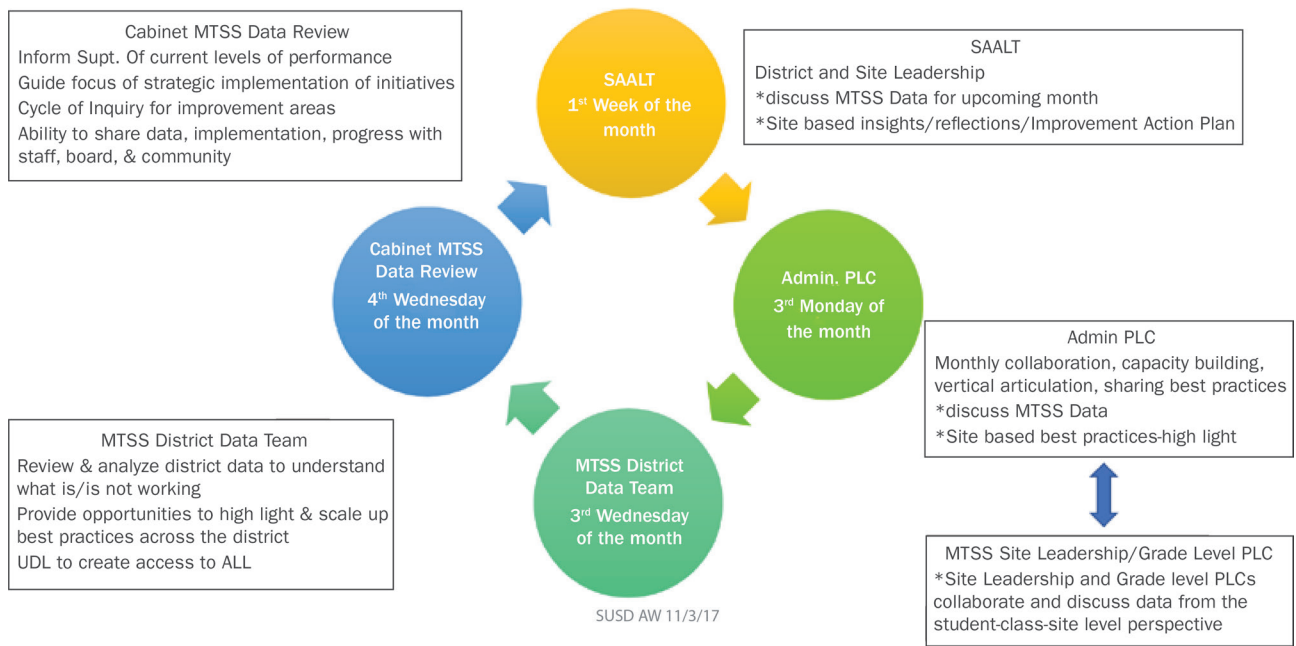 Cabinet MTSS Data Review
Inform Supt. Of current levels of performance
Guide focus of strategic implementation of initiatives
Cycle of Inquiry for improvement areas
Ability to share data, implementation, progress with
staff, board, & community
SAALT
1st Week of the
month
SAALT
District and Site Leadership
*discuss MTSS Data for upcoming month
*Site based insights/reflections/Improvement Action Plan
Cabinet MTSS
Data Review
4th Wednesday
of the month
Admin. PLC
3rd Monday of
the month
Admin PLC
Monthly collaboration, capacity building,
vertical articulation, sharing best practices
*discuss MTSS Data
*Site based best practices-high light
MTSS District Data Team
Review & analyze district data to understand
what is/is not working
Provide opportunities to high light & scale up
best practices across the district
UDL to create access to ALL
MTSS District
Data Team
3rd Wednesday
of the month
MTSS Site Leadership/Grade Level PLC
*Site Leadership and Grade level PLCs
collaborate and discuss data from the
student-class-site level perspective
SUSD AW 11/3/17